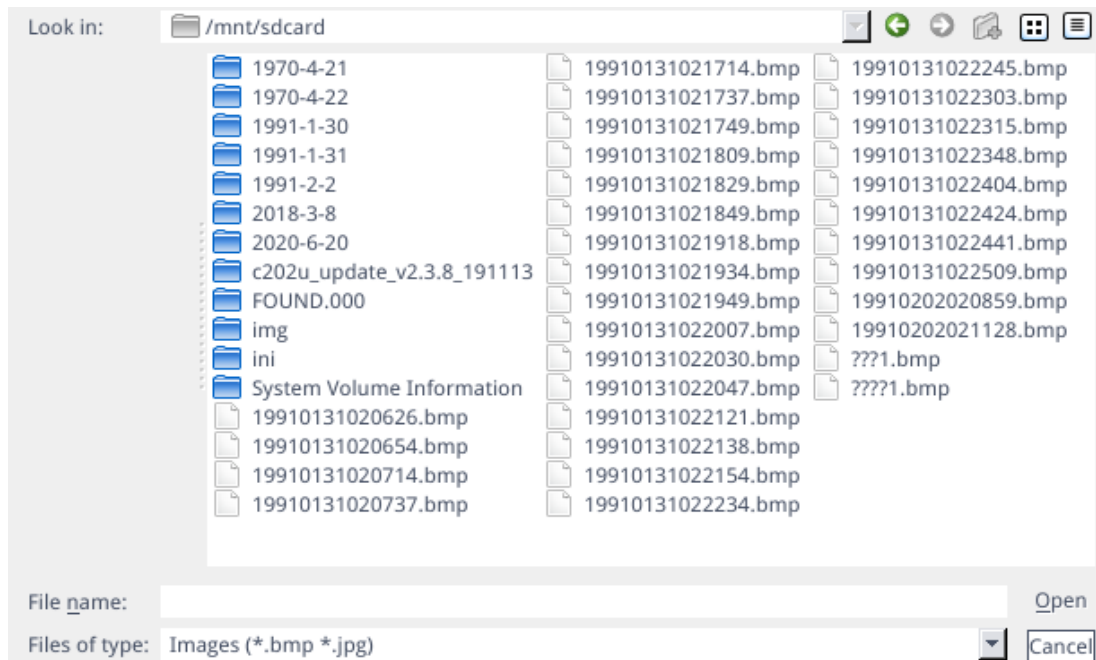 Look in: /mnt/sdcard
1970-4-21
1970-4-22
1991-1-30
1991-1-31
1991-2-2
2018-3-8
2020-6-20
c202u_update_v2.3.8_191113
FOUND.000
img
ini
System Volume Information
19910131020626.bmp
19910131020654.bmp
19910131020714.bmp
19910131020737.bmp
19910131021714.bmp
19910131021737.bmp
19910131021749.bmp
19910131021809.bmp
19910131021829.bmp
19910131021849.bmp
19910131021918.bmp
19910131021934.bmp
19910131021949.bmp
19910131022007.bmp
19910131022030.bmp
19910131022047.bmp
19910131022121.bmp
19910131022138.bmp
19910131022154.bmp
19910131022234.bmp
19910131022245.bmp
19910131022303.bmp
19910131022315.bmp
19910131022348.bmp
19910131022404.bmp
19910131022424.bmp
19910131022441.bmp
19910131022509.bmp
19910202020859.bmp
19910202021128.bmp
???1.bmp
????1.bmp
File name: Open
Files of type: Images (*.bmp *.jpg) Cancel